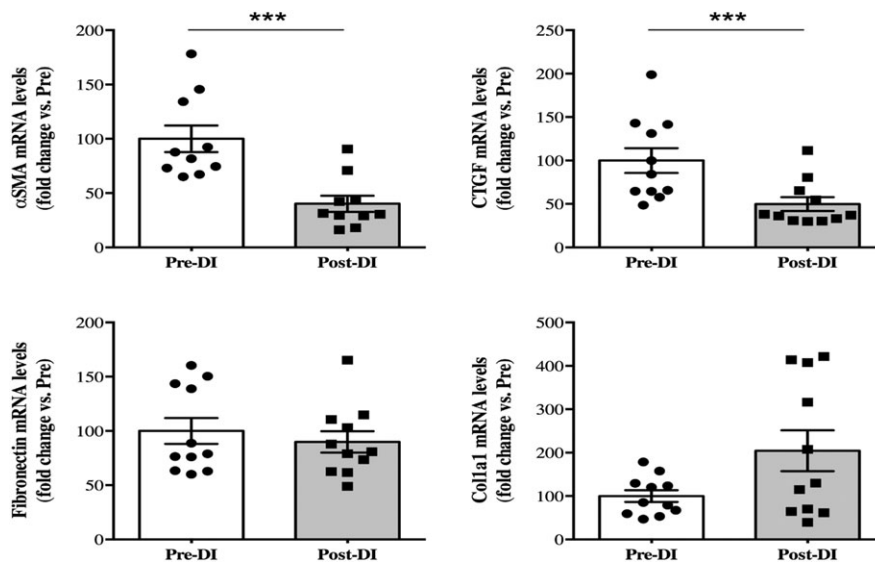 ***
αSMA mRNA levels
(fold change vs. Pre)
200
150
100
50
0
Pre-DI
Post-DI
***
CTGF mRNA levels
(fold change vs. Pre)
250
200
150
100
50
0
Pre-DI
Post-DI
Fibronectin mRNA levels
(fold change vs. Pre)
200
150
100
50
0
Pre-DI
Post-DI
Col1a1 mRNA levels
(fold change vs. Pre)
500
400
300
200
100
0
Pre-DI
Post-DI